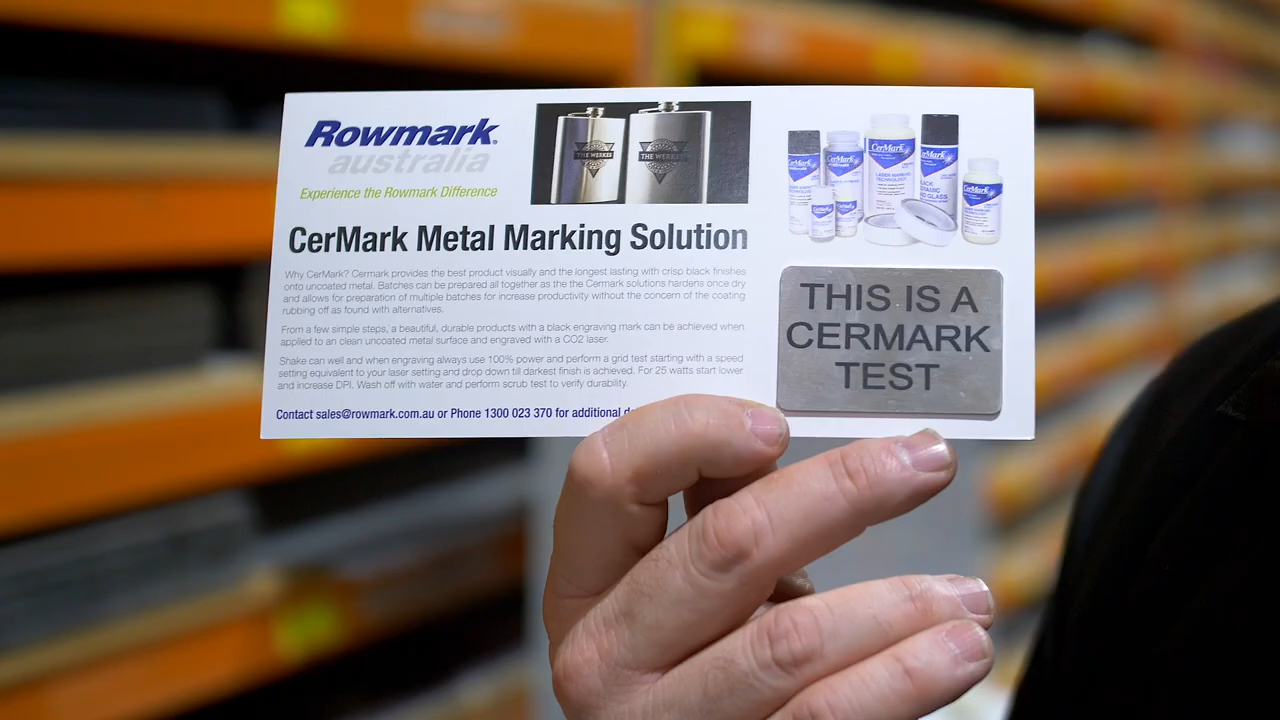 Rowmark®
australia
Experience the Rowmark Difference
THE WERKES
THE WERKES
CerMark Metal Marking Solution
Why CerMark? Cermark provides the best product visually and the longest lasting with crisp black finishes
onto uncoated metal. Batches can be prepared all together as the the Cermark solutions hardens once dry
and allows for preparation of multiple batches for increase productivity without the concern of the coating
rubbing off as found with alternatives.
From a few simple steps, a beautiful, durable products with a black engraving mark can be achieved when
applied to an clean uncoated metal surface and engraved with a CO2 laser.
Shake can well and when engraving always use 100% power and perform a grid test starting with a speed
setting equivalent to your laser setting and drop down till darkest finish is achieved. For 25 watts start lower
and increase DPI. Wash off with water and perform scrub test to verify durability.
Contact sales@rowmark.com.au or Phone 1300 023 370 for additional
CerMark
CerMark
CerMark
LASER MARKING
TECHNOLOGY
CerMark
CerMark
CerMark
THIS IS A
CERMARK
TEST